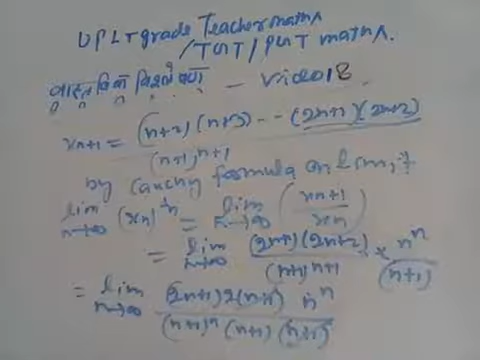 UP LT grade Teacher maths
/TGT/PGT maths.
वास्तविक विश्लेषण - Video 18
xn+1 = (n+2)(n+3) -- (2n+1)(2n+2) / (n+1)^n+1
by Cauchy formula on limit
lim n→∞ (xn)^1/n = lim n→∞ (xn+1 / xn)
= lim n→∞ (2n+1)(2n+2) / (n+1)^n+1 × n^n / (n+1)
= lim n→∞ (2n+1)2(n+1) n^n / (n+1)^n (n+1) (n+1)